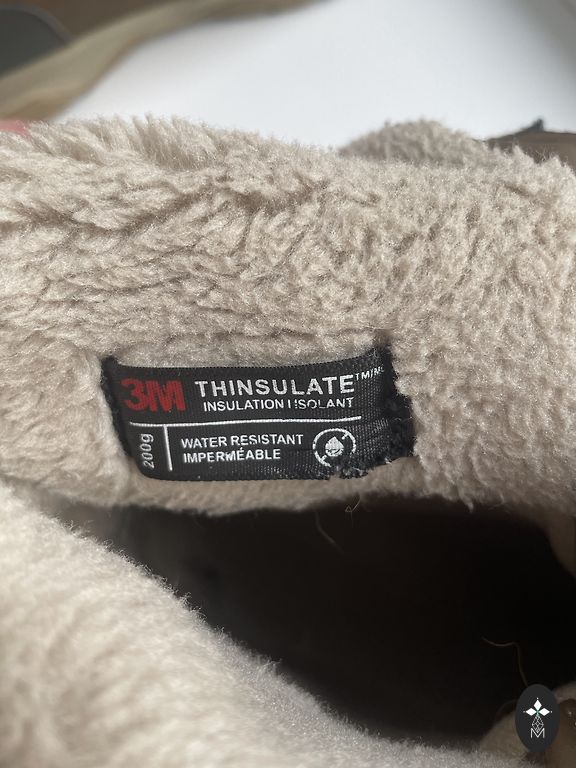 3M THINSULATE™/MC
INSULATION | ISOLANT
200g
WATER RESISTANT
IMPERMÉABLE
M